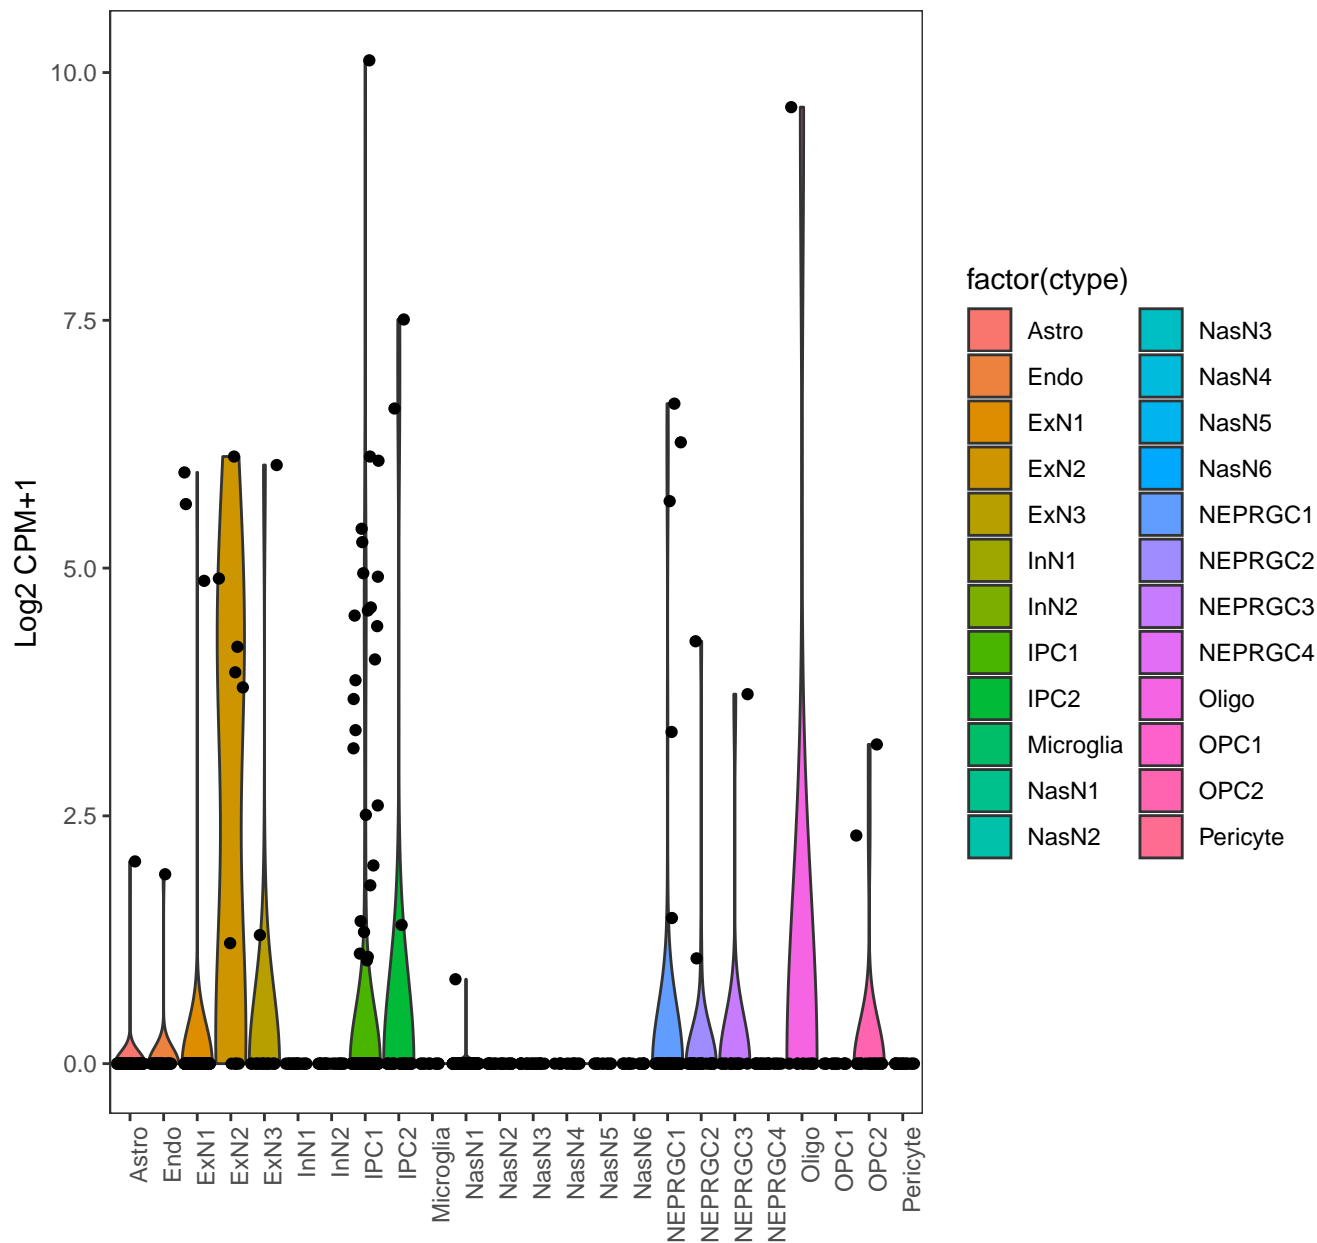 10.0
7.5
5.0
2.5
0.0
Log2 CPM+1
Astro
Endo
ExN1
ExN2
ExN3
InN1
InN2
IPC1
IPC2
Microglia
NasN1
NasN2
NasN3
NasN4
NasN5
NasN6
NEPRGC1
NEPRGC2
NEPRGC3
NEPRGC4
Oligo
OPC1
OPC2
Pericyte
factor(ctype)
Astro
Endo
ExN1
ExN2
ExN3
InN1
InN2
IPC1
IPC2
Microglia
NasN1
NasN2
NasN3
NasN4
NasN5
NasN6
NEPRGC1
NEPRGC2
NEPRGC3
NEPRGC4
Oligo
OPC1
OPC2
Pericyte